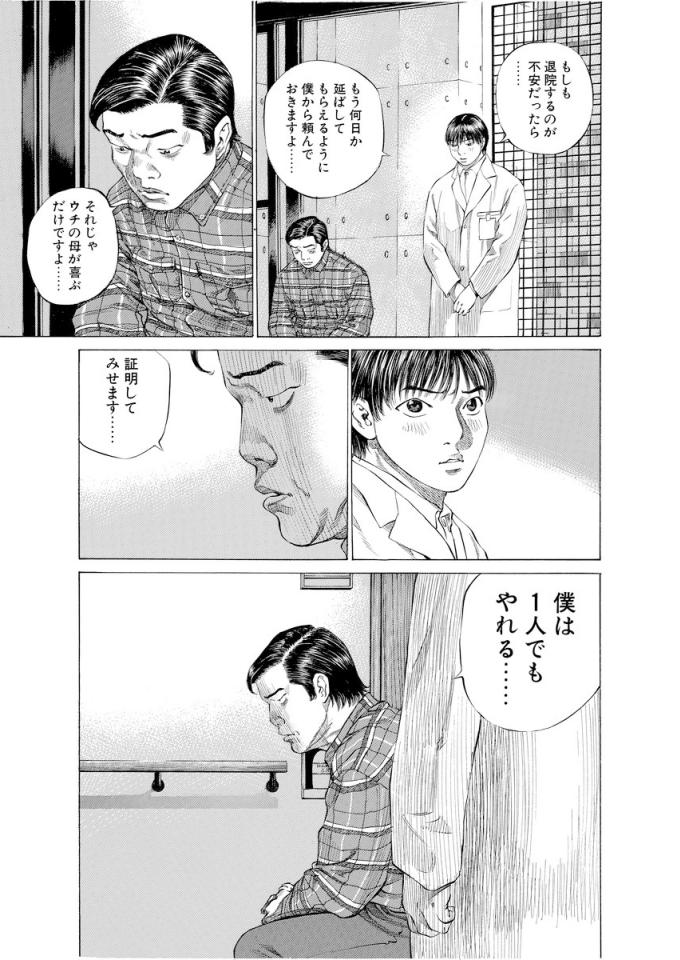 もしも
退院するのが
不安だったら
……
もう何日か
延ばして
もらえるように
僕から頼んで
おきますよ……
それじゃ
ウチの母が喜ぶ
だけですよ……
証明して
みせます……
僕は
1人でも
やれる……